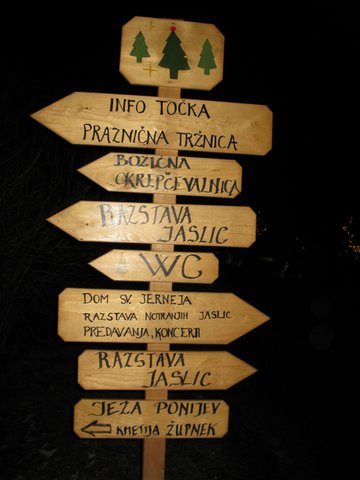 INFO TOČKA
PRAZNIČNA TRŽNICA
BOŽIČNA
OKREPČEVALNICA
RAZSTAVA
JASLIC
WC
DOM SV. JERNEJA
RAZSTAVA NOTRANJIH JASLIC
PREDAVANJA, KONCERTI
RAZSTAVA
JASLIC
JEŽA PONIJEV
KMETIJA ŽUPNEK